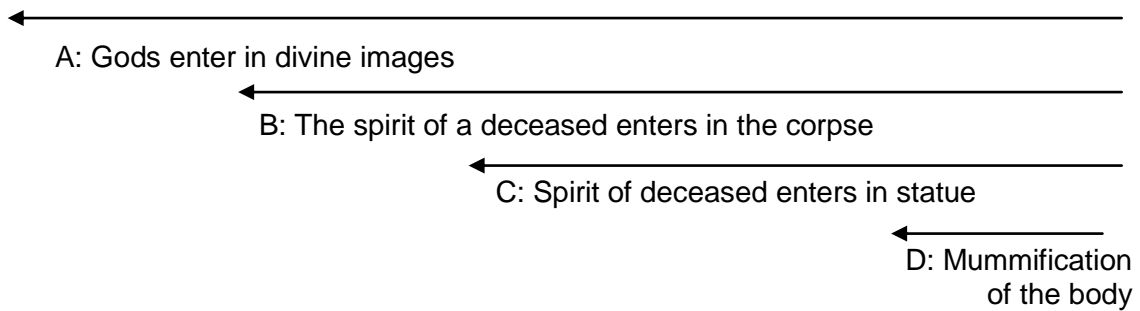 A: Gods enter in divine images
B: The spirit of a deceased enters in the corpse
C: Spirit of deceased enters in statue
D: Mummification
of the body